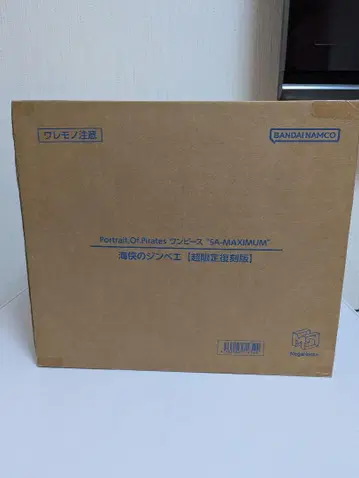 ワレモノ注意
BANDAI NAMCO
Portrait.Of.Pirates ワンピース "SA-MAXIMUM"
海侠のジンベエ【超限定復刻版】
MegaHouse